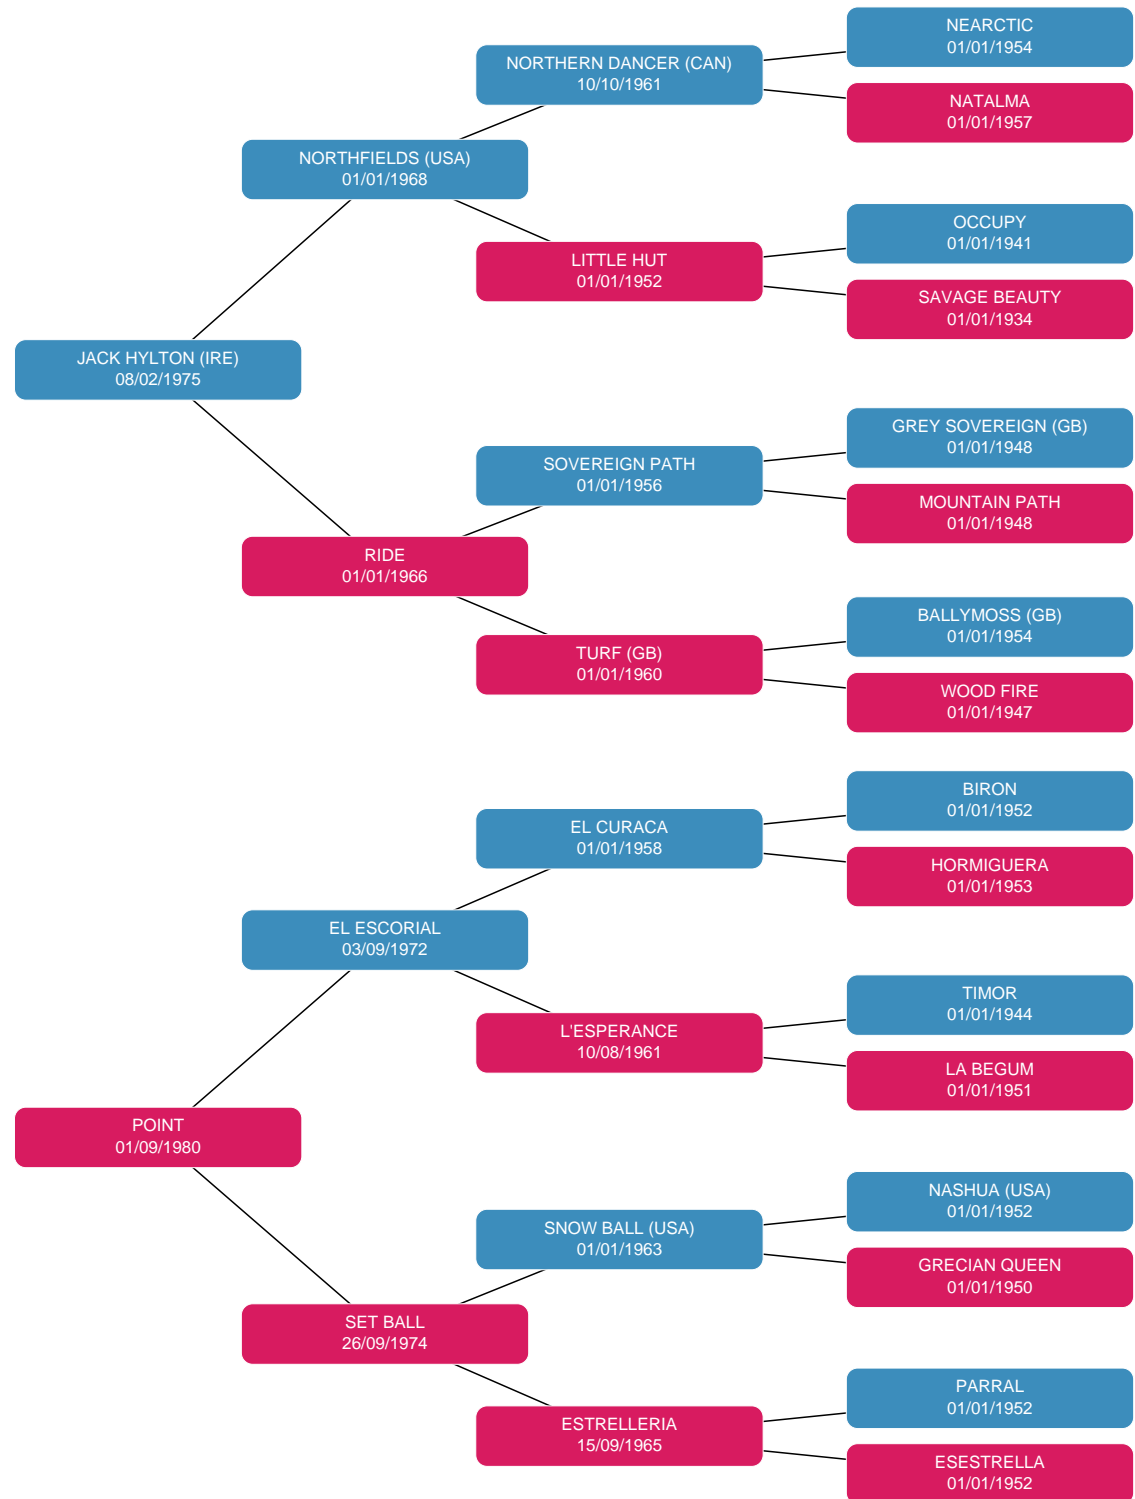 NEARCTIC
01/01/1954
NORTHERN DANCER (CAN)
10/10/1961
NATALMA
01/01/1957
NORTHFIELDS (USA)
01/01/1968
OCCUPY
01/01/1941
LITTLE HUT
01/01/1952
SAVAGE BEAUTY
01/01/1934
JACK HYLTON (IRE)
08/02/1975
GREY SOVEREIGN (GB)
01/01/1948
SOVEREIGN PATH
01/01/1956
MOUNTAIN PATH
01/01/1948
RIDE
01/01/1966
BALLYMOSS (GB)
01/01/1954
TURF (GB)
01/01/1960
WOOD FIRE
01/01/1947
BIRON
01/01/1952
EL CURACA
01/01/1958
HORMIGUERA
01/01/1953
EL ESCORIAL
03/09/1972
TIMOR
01/01/1944
L'ESPERANCE
10/08/1961
LA BEGUM
01/01/1951
POINT
01/09/1980
NASHUA (USA)
01/01/1952
SNOW BALL (USA)
01/01/1963
GRECIAN QUEEN
01/01/1950
SET BALL
26/09/1974
PARRAL
01/01/1952
ESTRELLERIA
15/09/1965
ESESTRELLA
01/01/1952